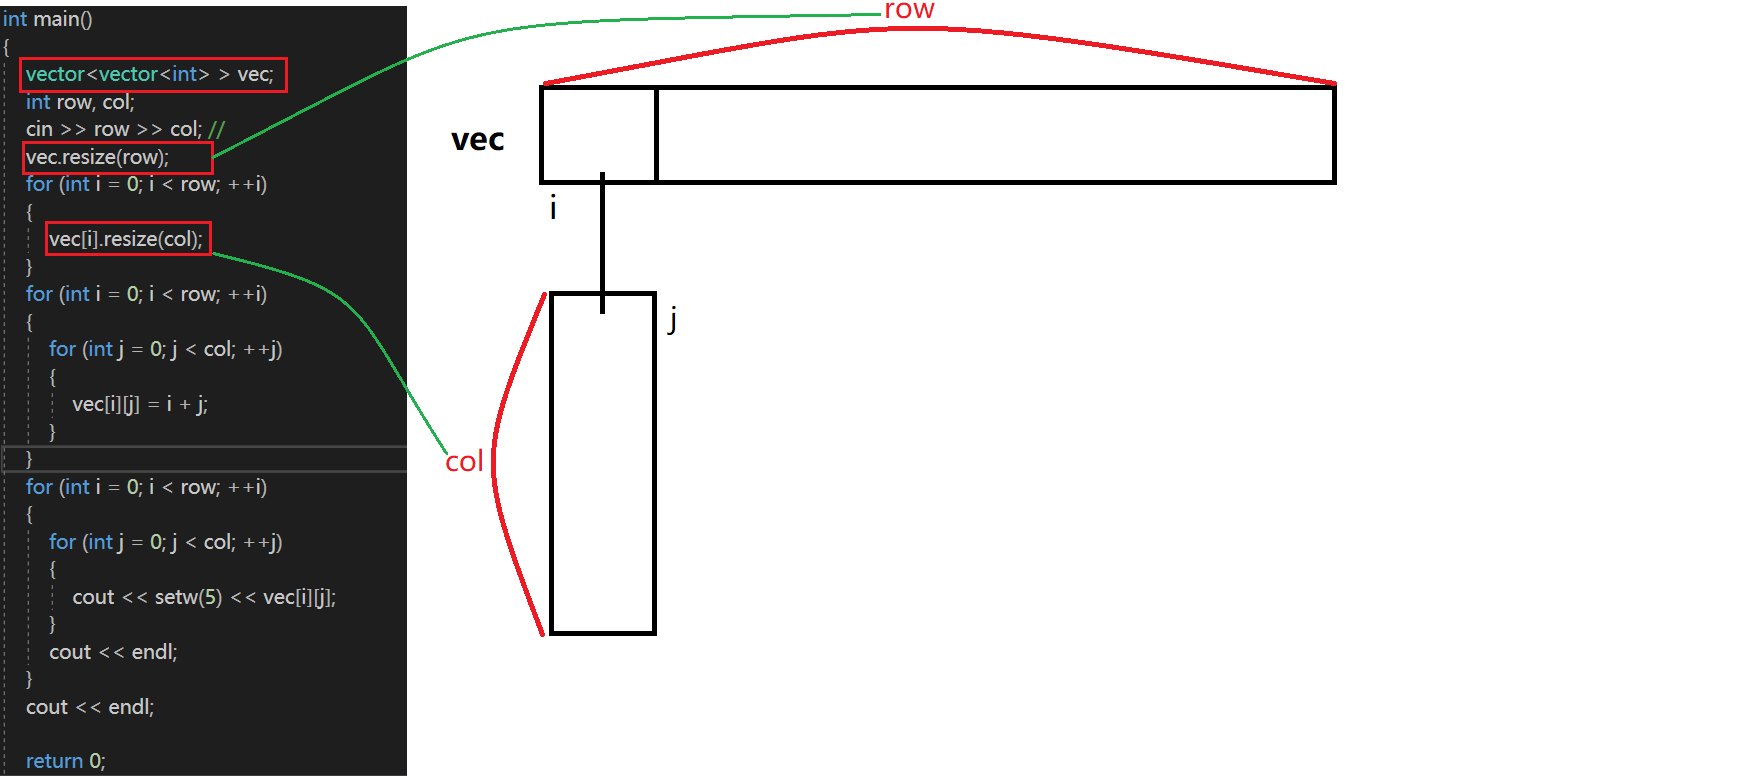 int main()
{
vector<vector<int> > vec;
int row, col;
cin >> row >> col; //
vec.resize(row);
for (int i = 0; i < row; ++i)
{
vec[i].resize(col);
}
for (int i = 0; i < row; ++i)
{
for (int j = 0; j < col; ++j)
{
vec[i][j] = i + j;
}
}
for (int i = 0; i < row; ++i)
{
for (int j = 0; j < col; ++j)
{
cout << setw(5) << vec[i][j];
}
cout << endl;
}
cout << endl;
return 0;
row
vec
i
j
col